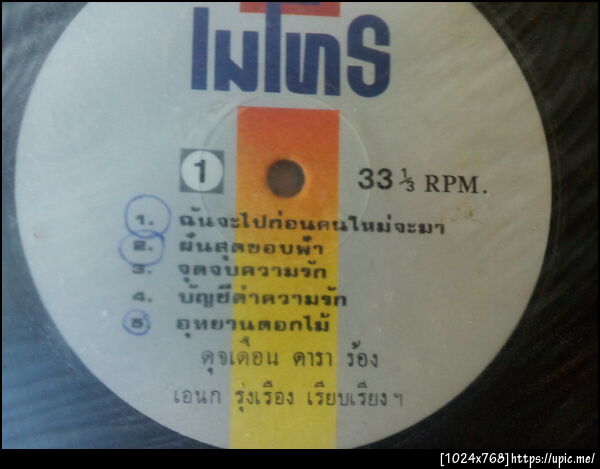 เมโทร
1
33 ⅓ RPM.
1. ฉันจะไปก่อนคนใหม่จะมา
2. ฝันสุดขอบฟ้า
3. จุดจบความรัก
4. บัญชีดำความรัก
5 อุทยานดอกไม้
ดุจเดือน ดารา ร้อง
เอนก รุ่งเรือง เรียบเรียงฯ
[1024x768]https://upic.me/